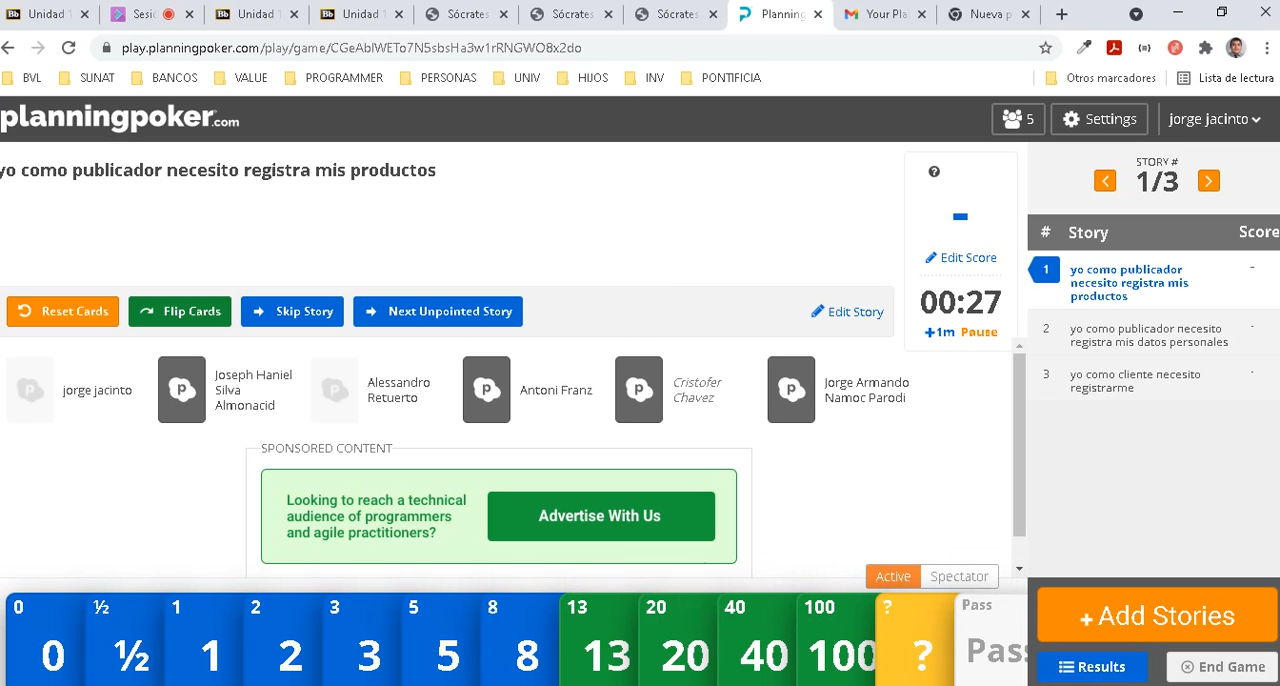 Unidad 1
Sesi
Unidad 1
Unidad 1
Sócrates
Sócrates
Sócrates
Planning
Your Pla
Nueva p
play.planningpoker.com/play/game/CGeAblWETo7N5sbsHa3w1rRNGWO8x2do
BVL
SUNAT
BANCOS
VALUE
PROGRAMMER
PERSONAS
UNIV
HIJOS
INV
PONTIFICIA
Otros marcadores
Lista de lectura
planningpoker.com
5
Settings
jorge jacinto
yo como publicador necesito registra mis productos
-
Edit Score
00:27
+1m Pause
STORY #
1/3
# Story Score
1 yo como publicador -
necesito registra mis
productos
2 yo como publicador necesito -
registra mis datos personales
3 yo como cliente necesito -
registrarme
Reset Cards
Flip Cards
Skip Story
Next Unpointed Story
Edit Story
jorge jacinto
Joseph Haniel
Silva
Almonacid
Alessandro
Retuerto
Antoni Franz
Cristofer
Chavez
Jorge Armando
Namoc Parodi
SPONSORED CONTENT
Looking to reach a technical
audience of programmers
and agile practitioners?
Advertise With Us
Active
Spectator
0 ½ 1 2 3 5 8 13 20 40 100 ? Pass
0 ½ 1 2 3 5 8 13 20 40 100 ? Pass
+ Add Stories
Results
End Game